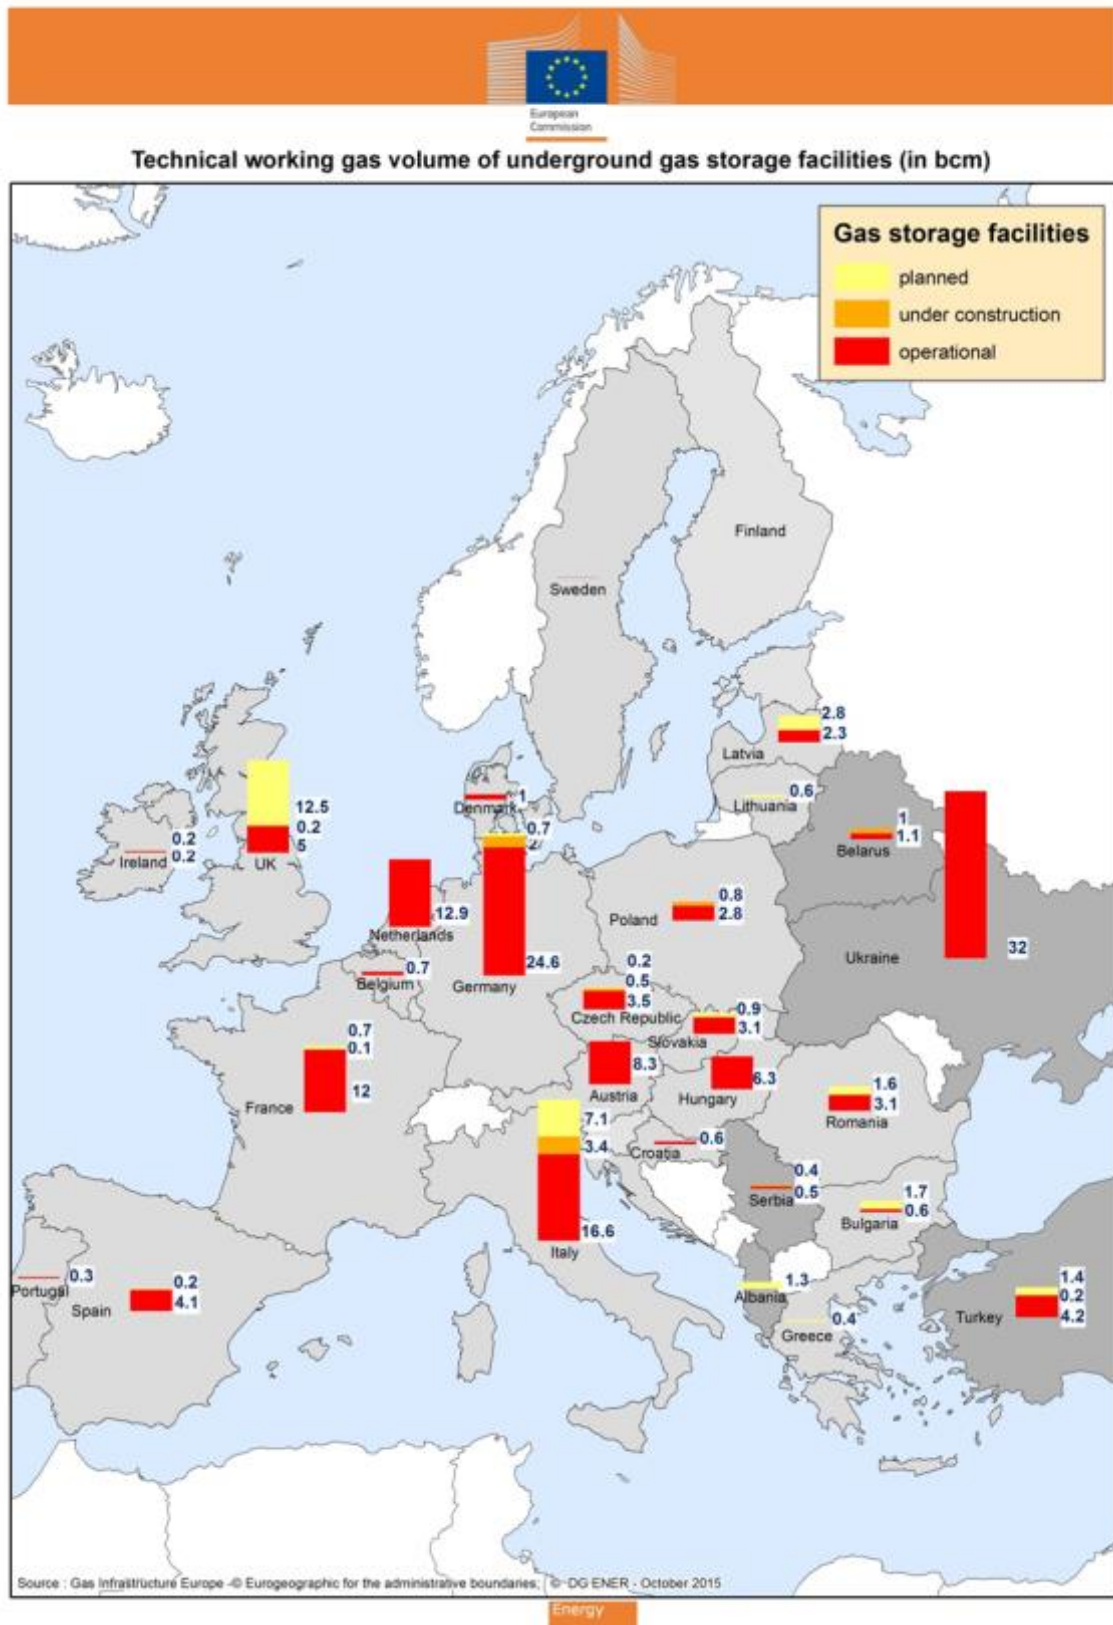 European
Commission
Technical working gas volume of underground gas storage facilities (in bcm)
Gas storage facilities
planned
under construction
operational
Finland
Sweden
2.8
2.3
Latvia
0.6
Lithuania
1
1.1
Belarus
12.5
0.2
5
UK
0.2
0.2
Ireland
1
Denmark
0.7
2
24.6
Germany
12.9
Netherlands
0.7
Belgium
0.8
2.8
Poland
32
Ukraine
0.2
0.5
3.5
Czech Republic
0.9
3.1
Slovakia
0.7
0.1
12
France
8.3
Austria
6.3
Hungary
1.6
3.1
Romania
7.1
3.4
16.6
Italy
0.6
Croatia
0.4
0.5
Serbia
1.7
0.6
Bulgaria
0.3
Portugal
0.2
4.1
Spain
1.3
Albania
0.4
Greece
1.4
0.2
4.2
Turkey
Source : Gas Infrastructure Europe -© Eurogeographic for the administrative boundaries; © DG ENER - October 2015
Energy